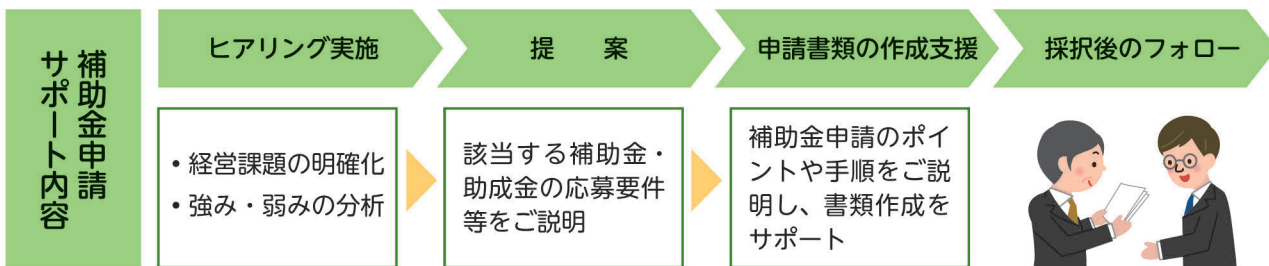 補助金申請
サポート内容
ヒアリング実施
提　案
申請書類の作成支援
採択後のフォロー
・経営課題の明確化
・強み・弱みの分析
該当する補助金・
助成金の応募要件
等をご説明
補助金申請のポイ
ントや手順をご説
明し、書類作成を
サポート